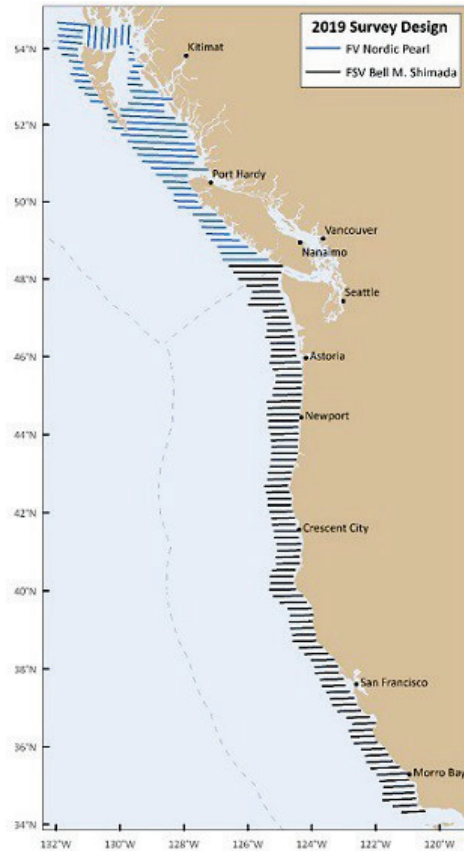 2019 Survey Design
FV Nordic Pearl
FSV Bell M. Shimada
54°N
Kitimat
52°N
Port Hardy
50°N
Vancouver
Nanaimo
48°N
Seattle
46°N
Astoria
Newport
44°N
42°N
Crescent City
40°N
38°N
San Francisco
36°N
Morro Bay
34°N
132°W 130°W 128°W 126°W 124°W 122°W 120°W